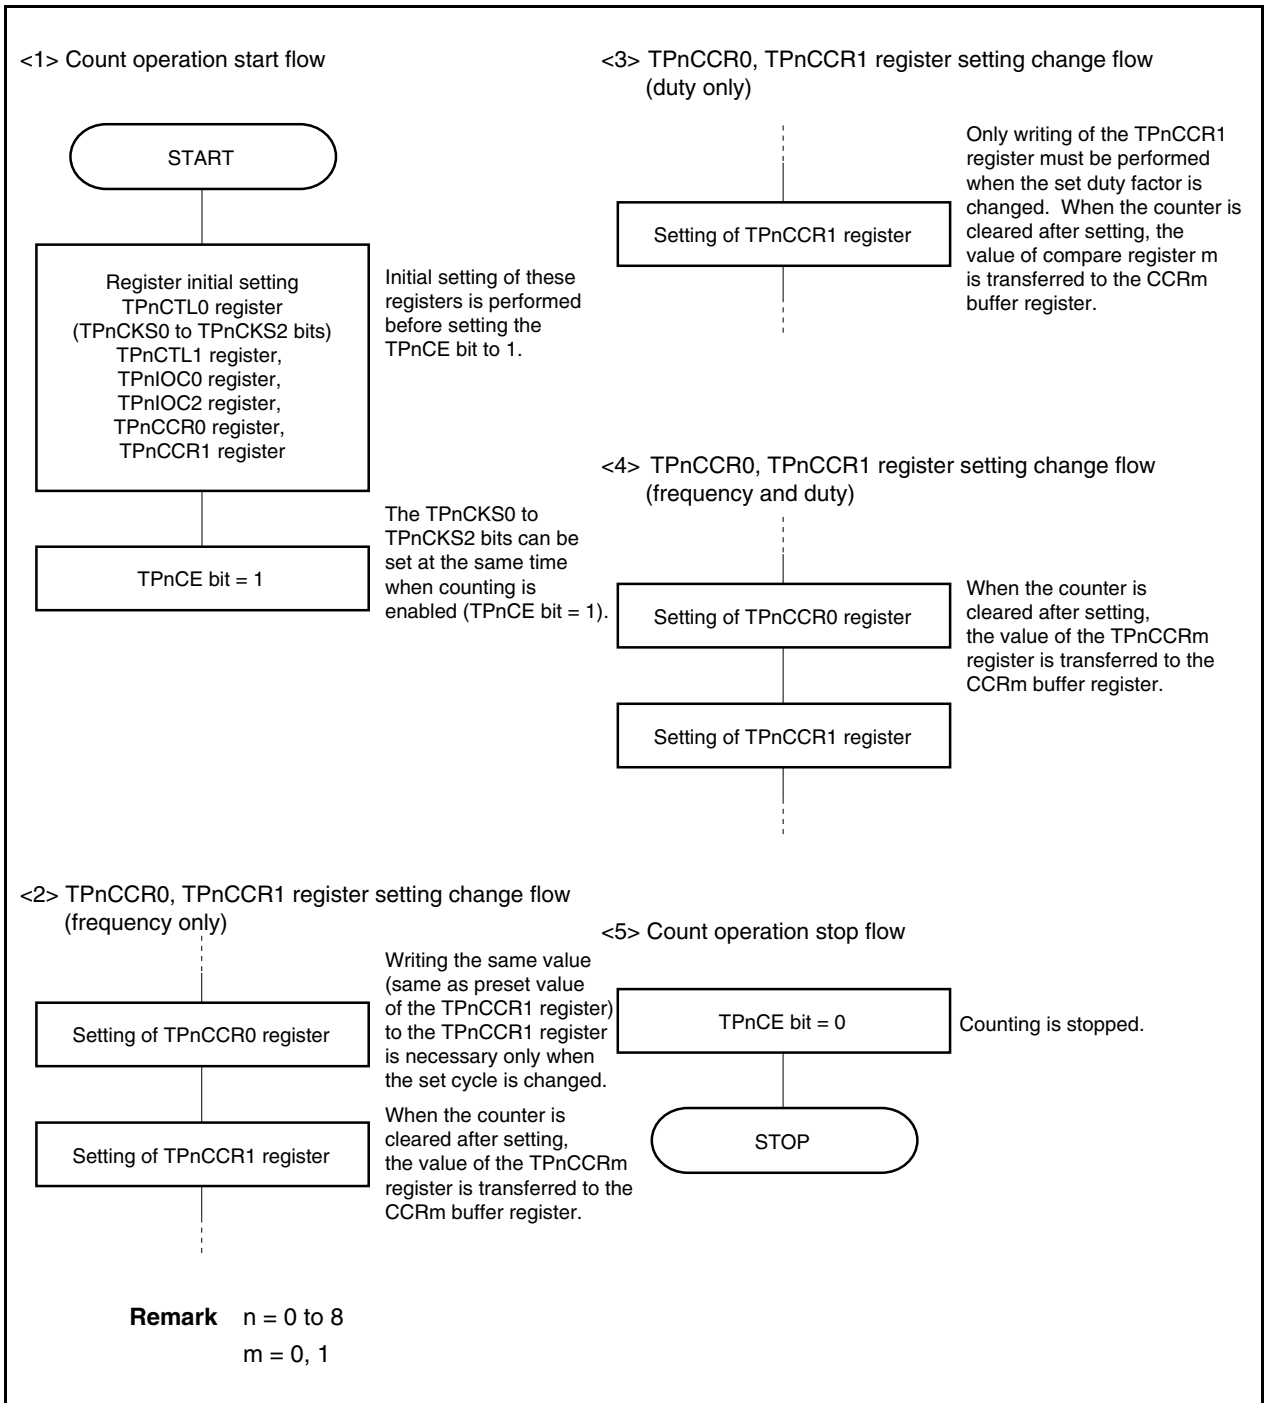 <1> Count operation start flow
START
Register initial setting
TPnCTL0 register
(TPnCKS0 to TPnCKS2 bits)
TPnCTL1 register,
TPnIOC0 register,
TPnIOC2 register,
TPnCCR0 register,
TPnCCR1 register
Initial setting of these
registers is performed
before setting the
TPnCE bit to 1.
TPnCE bit = 1
The TPnCKS0 to
TPnCKS2 bits can be
set at the same time
when counting is
enabled (TPnCE bit = 1).
<2> TPnCCR0, TPnCCR1 register setting change flow
(frequency only)
Setting of TPnCCR0 register
Writing the same value
(same as preset value
of the TPnCCR1 register)
to the TPnCCR1 register
is necessary only when
the set cycle is changed.
Setting of TPnCCR1 register
When the counter is
cleared after setting,
the value of the TPnCCRm
register is transferred to the
CCRm buffer register.
<3> TPnCCR0, TPnCCR1 register setting change flow
(duty only)
Setting of TPnCCR1 register
Only writing of the TPnCCR1
register must be performed
when the set duty factor is
changed. When the counter is
cleared after setting, the
value of compare register m
is transferred to the CCRm
buffer register.
<4> TPnCCR0, TPnCCR1 register setting change flow
(frequency and duty)
Setting of TPnCCR0 register
When the counter is
cleared after setting,
the value of the TPnCCRm
register is transferred to the
CCRm buffer register.
Setting of TPnCCR1 register
<5> Count operation stop flow
TPnCE bit = 0
Counting is stopped.
STOP
Remark n = 0 to 8
m = 0, 1